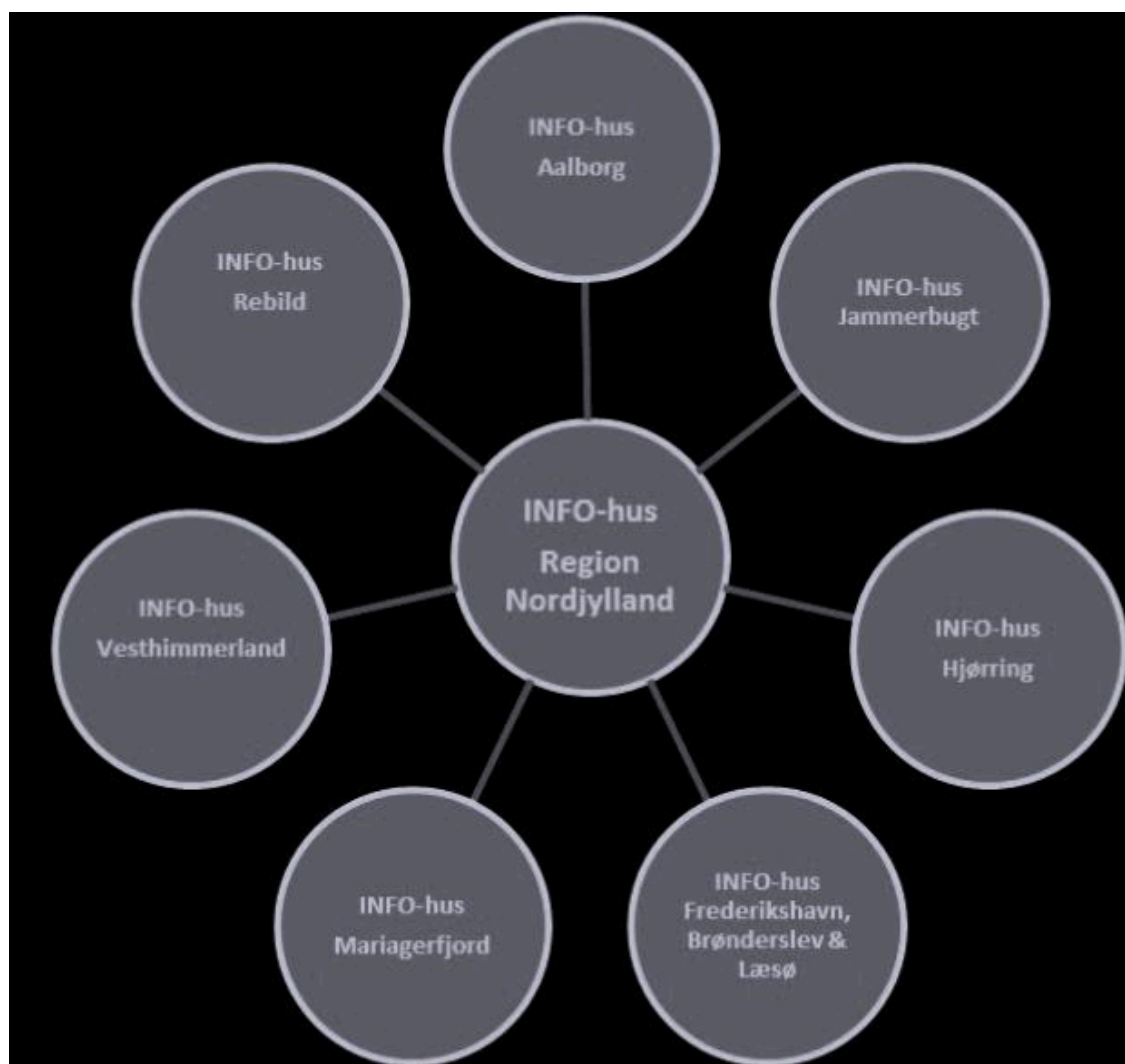 INFO-hus
Aalborg
INFO-hus
Rebild
INFO-hus
Jammerbugt
INFO-hus
Region
Nordjylland
INFO-hus
Vesthimmerland
INFO-hus
Hjørring
INFO-hus
Mariagerfjord
INFO-hus
Frederikshavn,
Brønderslev &
Læsø